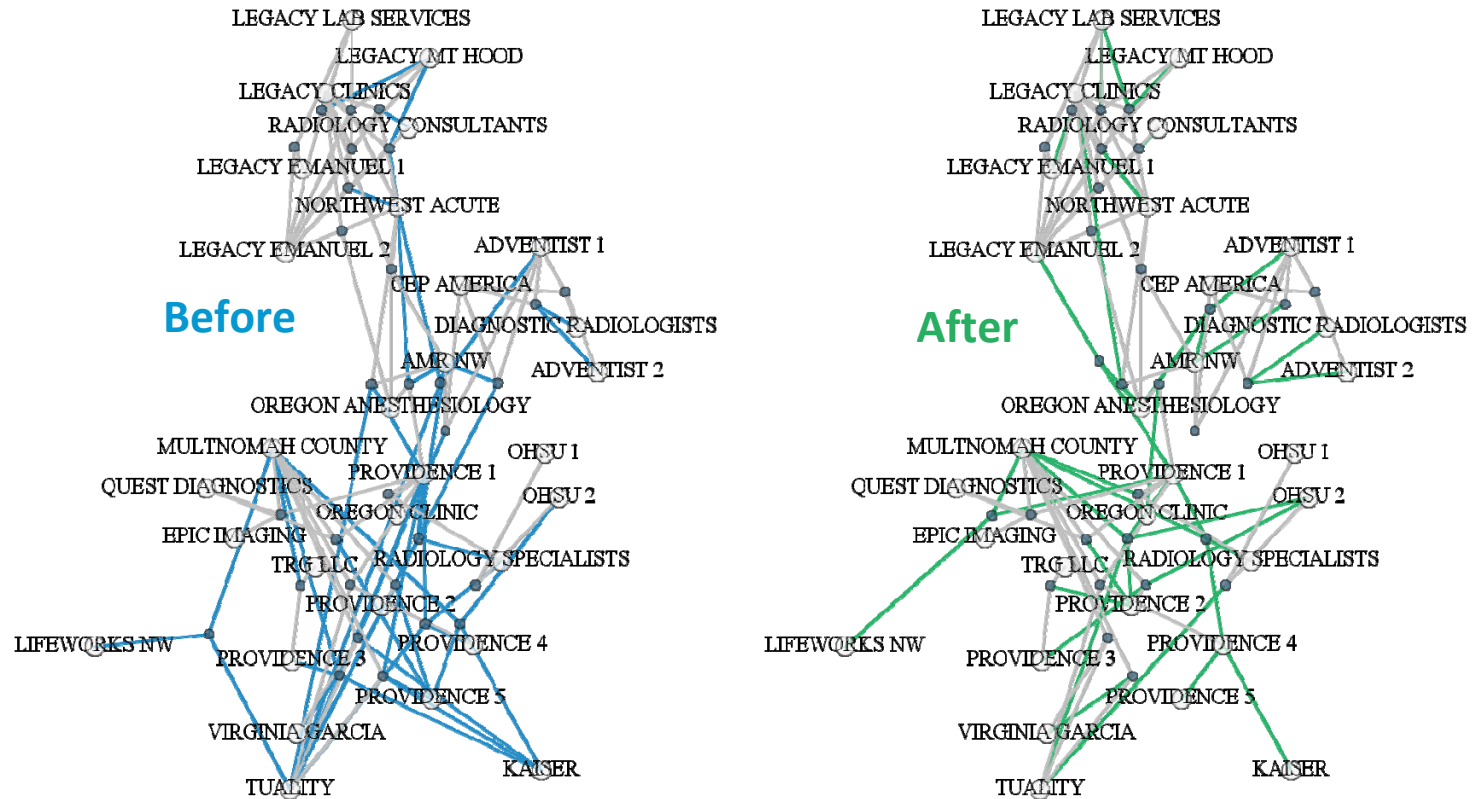 LEGACY LAB SERVICES
LEGACY MT HOOD
LEGACY CLINICS
RADIOLOGY CONSULTANTS
LEGACY EMANUEL 1
NORTHWEST ACUTE
LEGACY EMANUEL 2
ADVENTIST 1
CEP AMERICA
Before
DIAGNOSTIC RADIOLOGISTS
AMR NW
ADVENTIST 2
OREGON ANESTHESIOLOGY
MULTNOMAH COUNTY
OHSU 1
PROVIDENCE 1
QUEST DIAGNOSTICS
OHSU 2
OREGON CLINIC
EPIC IMAGING
RADIOLOGY SPECIALISTS
TRG LLC
PROVIDENCE 2
LIFEWORKS NW
PROVIDENCE 4
PROVIDENCE 3
PROVIDENCE 5
VIRGINIA GARCIA
KAISER
TUALITY
LEGACY LAB SERVICES
LEGACY MT HOOD
LEGACY CLINICS
RADIOLOGY CONSULTANTS
LEGACY EMANUEL 1
NORTHWEST ACUTE
LEGACY EMANUEL 2
ADVENTIST 1
CEP AMERICA
After
DIAGNOSTIC RADIOLOGISTS
AMR NW
ADVENTIST 2
OREGON ANESTHESIOLOGY
MULTNOMAH COUNTY
OHSU 1
PROVIDENCE 1
QUEST DIAGNOSTICS
OHSU 2
OREGON CLINIC
EPIC IMAGING
RADIOLOGY SPECIALISTS
TRG LLC
PROVIDENCE 2
LIFEWORKS NW
PROVIDENCE 4
PROVIDENCE 3
PROVIDENCE 5
VIRGINIA GARCIA
KAISER
TUALITY